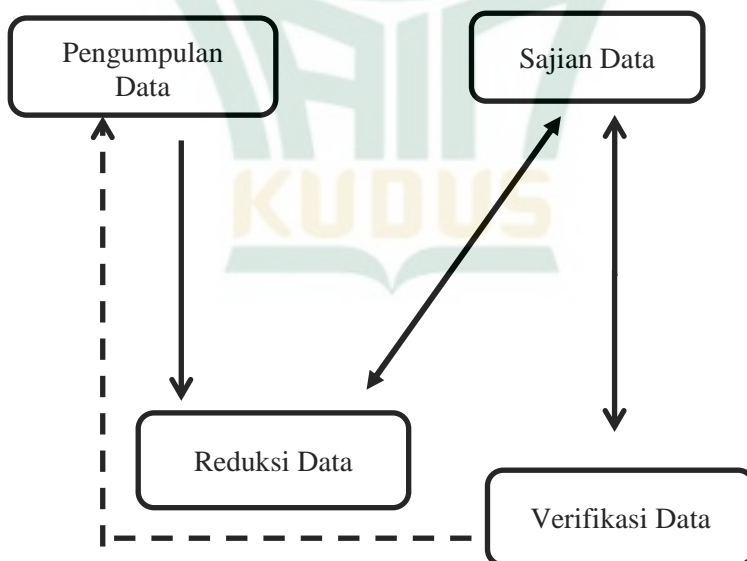 Pengumpulan
Data
Sajian Data
KUDUS
Reduksi Data
Verifikasi Data